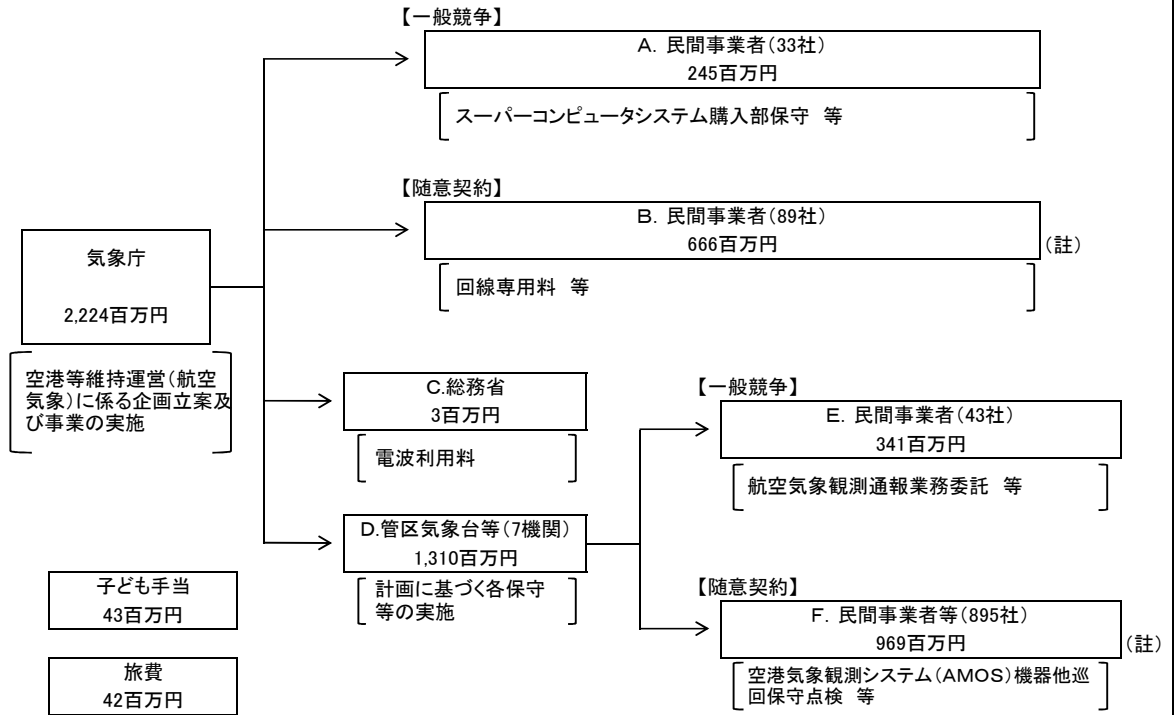 【一般競争】
A. 民間事業者(33社)
245百万円
スーパーコンピュータシステム購入部保守 等
【随意契約】
B. 民間事業者(89社)
666百万円
(註)
回線専用料 等
気象庁
2,224百万円
空港等維持運営(航空
気象)に係る企画立案及
び事業の実施
C.総務省
3百万円
電波利用料
【一般競争】
E. 民間事業者(43社)
341百万円
航空気象観測通報業務委託 等
D.管区気象台等(7機関)
1,310百万円
計画に基づく各保守
等の実施
【随意契約】
F. 民間事業者等(895社)
969百万円
(註)
空港気象観測システム(AMOS)機器他巡
回保守点検 等
子ども手当
43百万円
旅費
42百万円